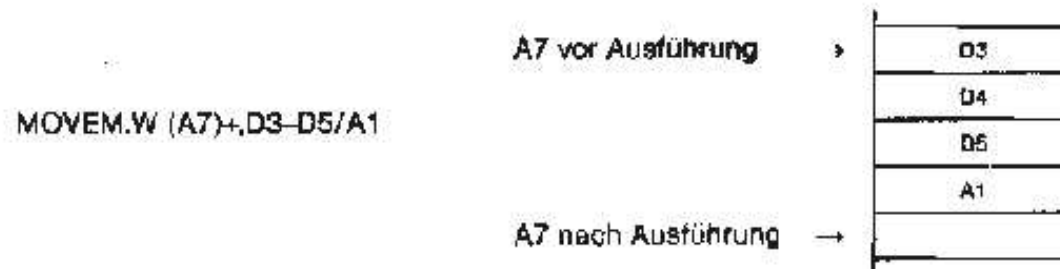 A7 vor Ausführung → D3
D4
MOVEM.W (A7)+,D3–D5/A1
D5
A1
A7 nach Ausführung →